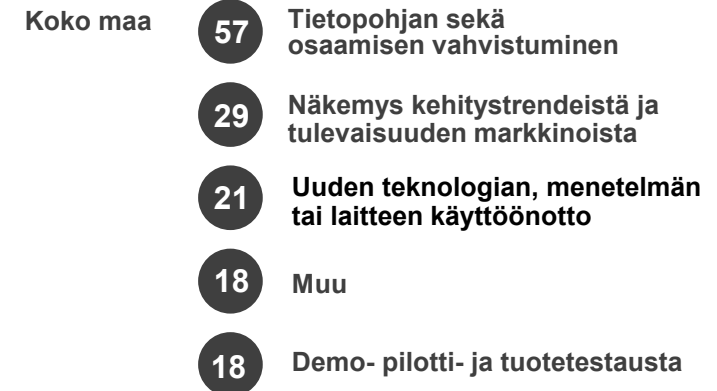 Koko maa
57 Tietopohjan sekä
osaamisen vahvistuminen
29 Näkemys kehitystrendeistä ja
tulevaisuuden markkinoista
21 Uuden teknologian, menetelmän
tai laitteen käyttöönotto
18 Muu
18 Demo- pilotti- ja tuotetestausta